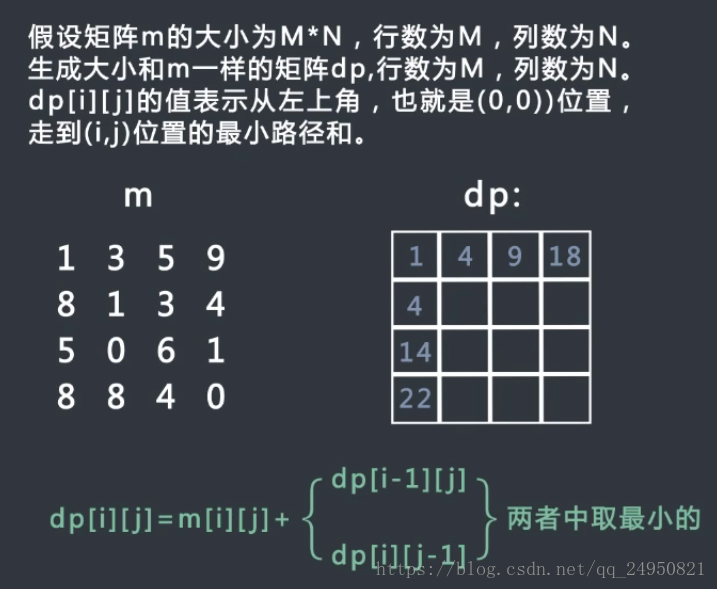 假设矩阵m的大小为M*N，行数为M，列数为N。
生成大小和m一样的矩阵dp,行数为M，列数为N。
dp[i][j]的值表示从左上角，也就是(0,0))位置，
走到(i,j)位置的最小路径和。
m
dp:
1 3 5 9
8 1 3 4
5 0 6 1
8 8 4 0
1 4 9 18
4
14
22
dp[i-1][j]
dp[i][j]=m[i][j]+
两者中取最小的
dp[i][j-1]
https://blog.csdn.net/qq_24950821